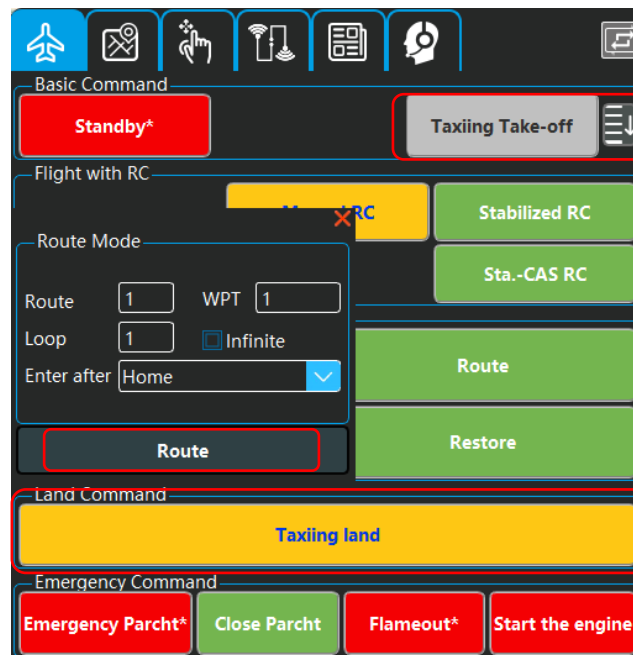 Basic Command
Standby*
Taxiing Take-off
Flight with RC
RC
Stabilized RC
Route Mode
Sta.-CAS RC
Route 1 WPT 1
Loop 1 Infinite
Enter after Home
Route
Route
Restore
Land Command
Taxiing land
Emergency Command
Emergency Parcht* Close Parcht Flameout* Start the engine